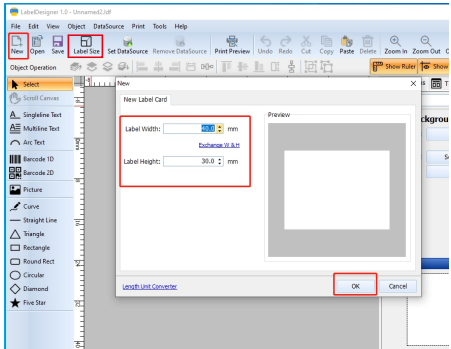 LabelDesigner 1.0 - Unnamed2.ldf
File Edit View Object DataSource Print Tools Help
New Open Save Label Size Set DataSource Remove DataSource Print Preview Undo Redo Cut Copy Paste Delete Zoom In Zoom Out
Object Operation Show Ruler Show
Select
Scroll Canvas
Singleline Text
Multiline Text
Arc Text
Barcode 1D
Barcode 2D
Picture
Curve
Straight Line
Triangle
Rectangle
Round Rect
Circular
Diamond
Five Star
New
New Label Card
Label Width: 40.0 mm
Exchange W & H
Label Height: 30.0 mm
Preview
Length Unit Converter
OK Cancel